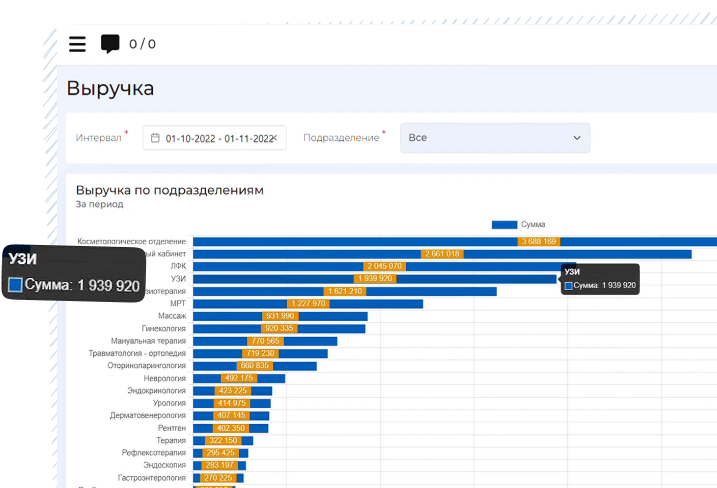 0 / 0
Выручка
Интервал * 01-10-2022 - 01-11-2022 Подразделение * Все
Выручка по подразделениям
За период
Сумма
Косметологическое отделение 3 688 169
ый кабинет 2 661 018
ЛФК 2 045 070
УЗИ
Сумма: 1 939 920
УЗИ 1 939 920
УЗИ
Сумма: 1 939 920
зиотерапия 1 621 210
МРТ 1 227 970
Массаж 931 990
Гинекология 920 335
Мануальная терапия 770 565
Травматология - ортопедия 719 230
Оториноларингология 660 835
Неврология 492 175
Эндокринология 423 225
Урология 414 975
Дерматовенерология 407 145
Рентген 402 350
Терапия 322 150
Рефлексотерапия 295 425
Эндоскопия 283 197
Гастроэнтерология 270 225